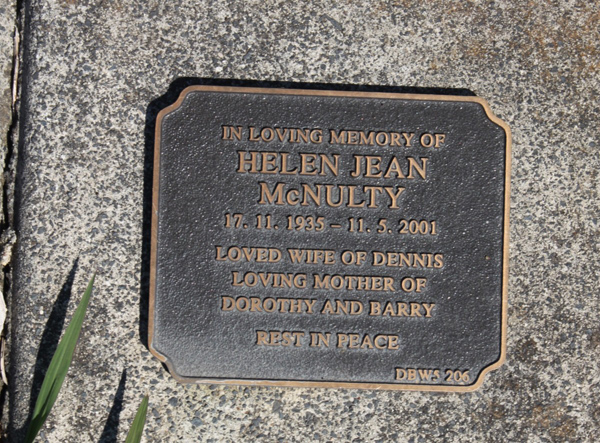 IN LOVING MEMORY OF
HELEN JEAN
McNULTY
17. 11. 1935 – 11. 5. 2001
LOVED WIFE OF DENNIS
LOVING MOTHER OF
DOROTHY AND BARRY
REST IN PEACE
DBW5 206